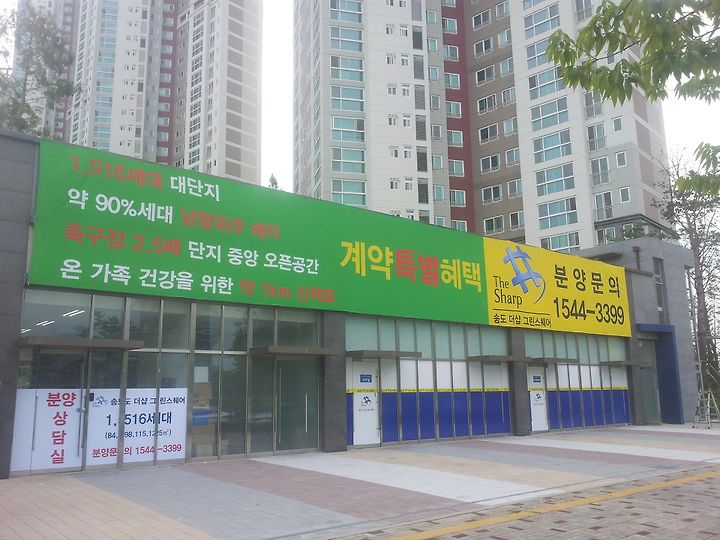 1,516세대 대단지
약 90%세대 남향위주 배치
축구장 2.5배 단지 중앙 오픈공간
온 가족 건강을 위한 약 1km 산책로
계약특별혜택
The Sharp
송도 더샵 그린스퀘어
분양문의
1544-3399
분양상담실
송도 더샵 그린스퀘어
1,516세대
(84,98,115,125㎡)
분양문의 1544-3399